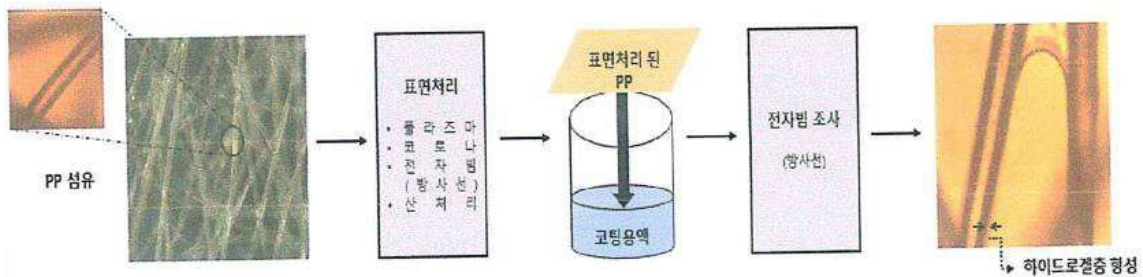 PP 섬유
표면처리
• 플 라 즈 마
• 코 로 나
• 전 자 빔
( 방 사 선 )
• 산 처 리
표면처리 된
PP
코팅용액
전자빔 조사
(방사선)
하이드로겔층 형성